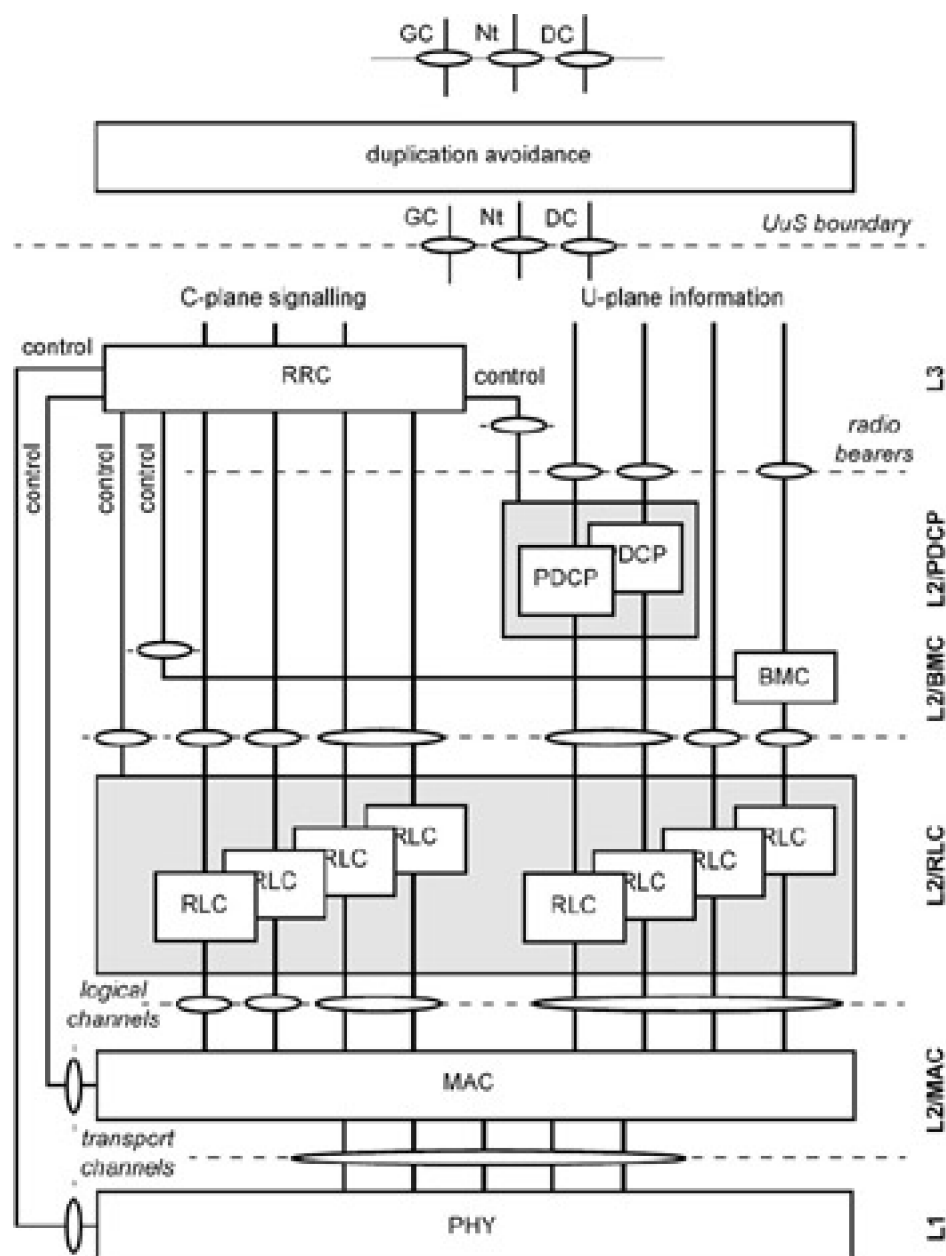 GC Nt DC
duplication avoidance
GC Nt DC
UuS boundary
C-plane signalling
U-plane information
control
RRC
control
L3
radio
bearers
control
control
control
PDCP
PDCP
L2/PDCP
BMC
L2/BMC
RLC
RLC
RLC
RLC
RLC
RLC
RLC
RLC
L2/RLC
logical
channels
MAC
L2/MAC
transport
channels
PHY
L1